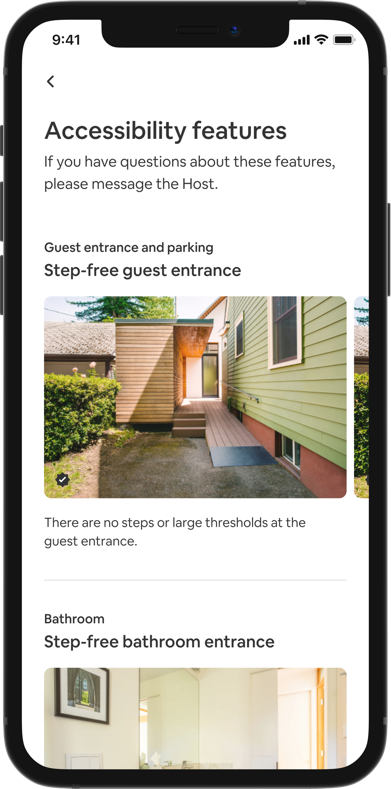 9:41
Accessibility features
If you have questions about these features,
please message the Host.
Guest entrance and parking
Step-free guest entrance
There are no steps or large thresholds at the
guest entrance.
Bathroom
Step-free bathroom entrance